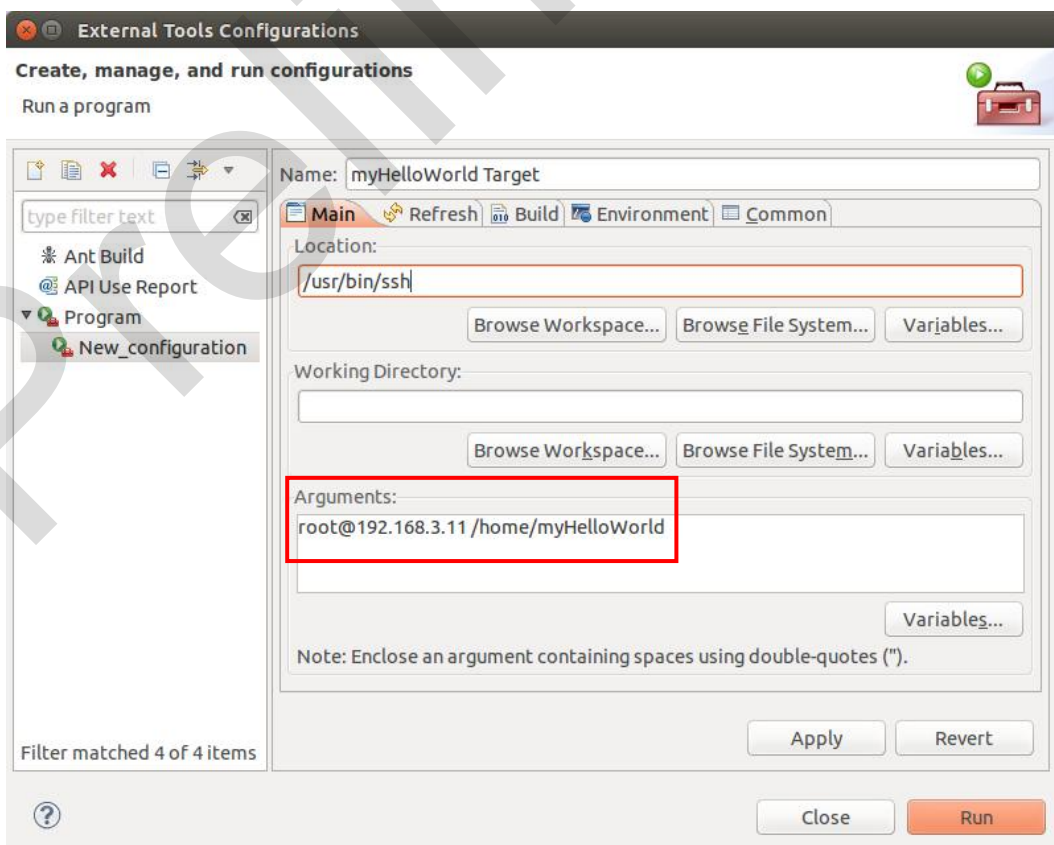 External Tools Configurations
Create, manage, and run configurations
Run a program
type filter text
Ant Build
API Use Report
Program
New_configuration
Filter matched 4 of 4 items
Name: myHelloWorld Target
Main Refresh Build Environment Common
Location:
/usr/bin/ssh
Browse Workspace... Browse File System... Variables...
Working Directory:
Browse Workspace... Browse File System... Variables...
Arguments:
root@192.168.3.11 /home/myHelloWorld
Variables...
Note: Enclose an argument containing spaces using double-quotes (").
Apply Revert
Close Run
Prelim